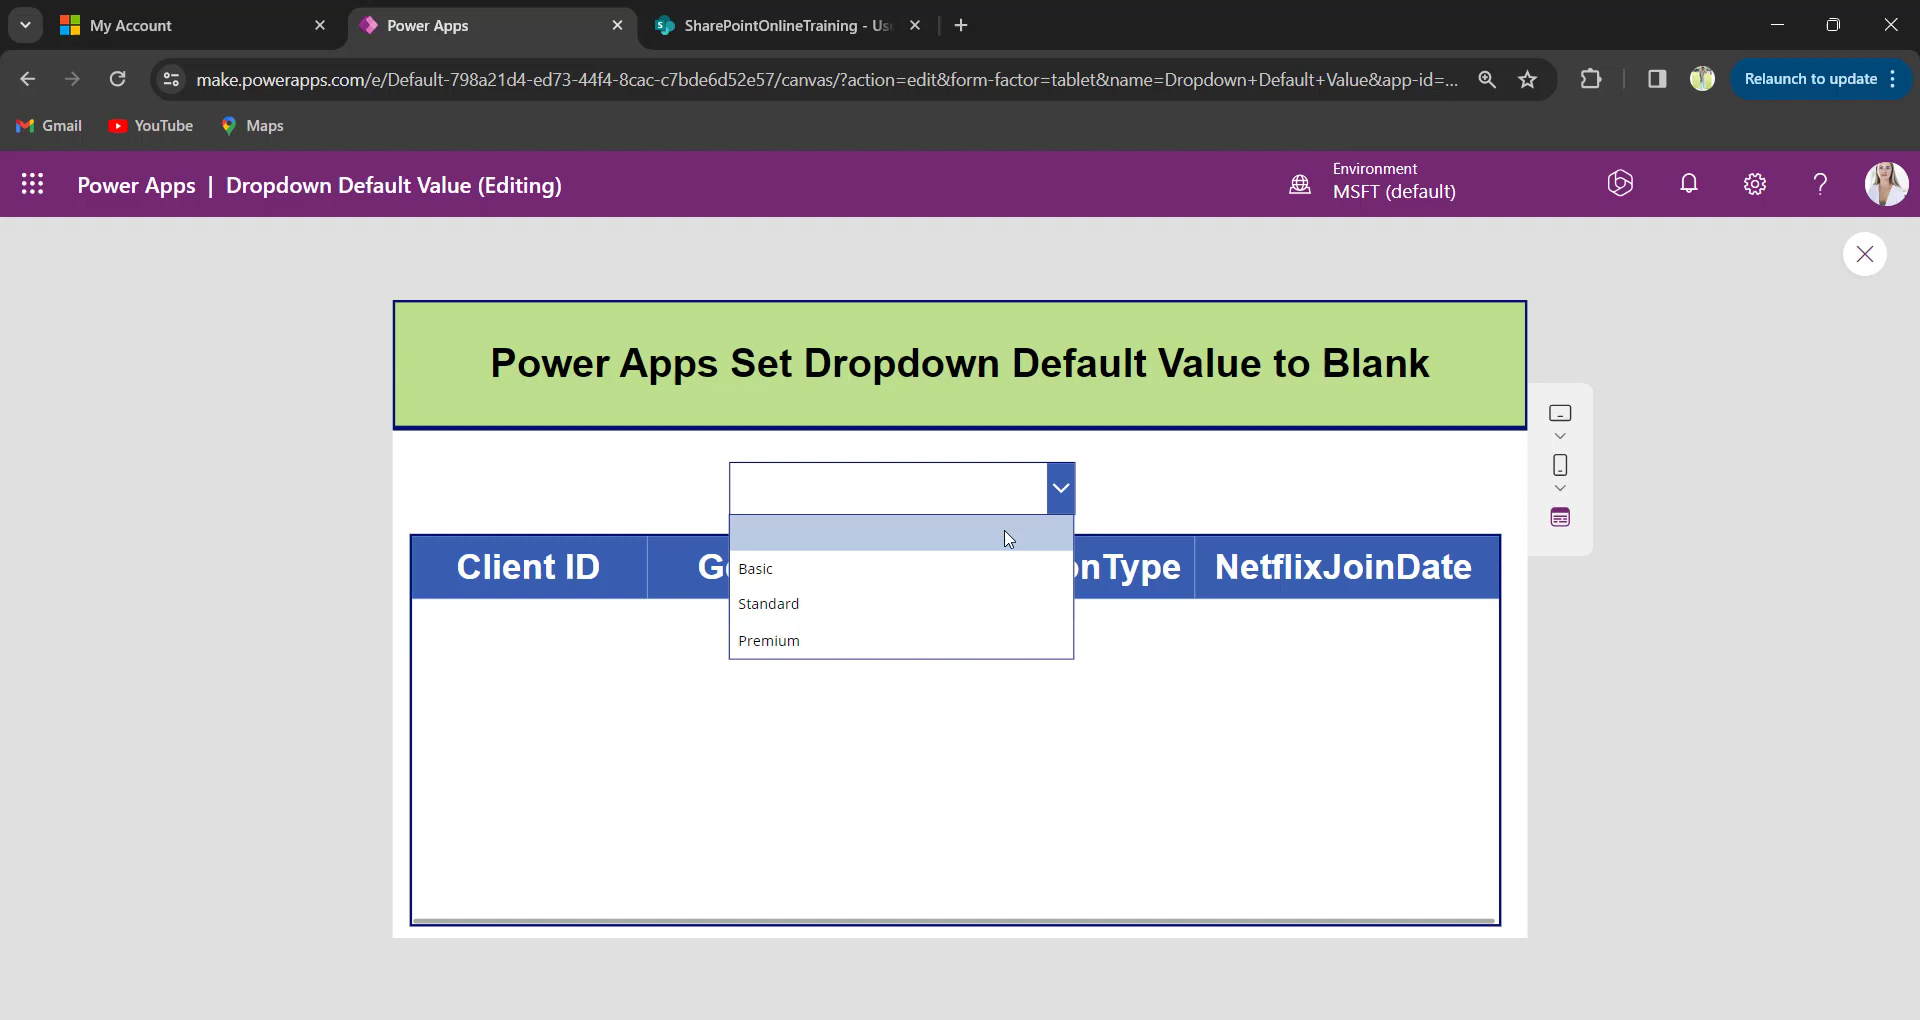 My Account
Power Apps
SharePointOnlineTraining - Us
make.powerapps.com/e/Default-798a21d4-ed73-44f4-8cac-c7bde6d52e57/canvas/?action=edit&form-factor=tablet&name=Dropdown+Default+Value&app-id=...
Relaunch to update
Gmail
YouTube
Maps
Power Apps | Dropdown Default Value (Editing)
Environment
MSFT (default)
Power Apps Set Dropdown Default Value to Blank
Client ID
G
nType
NetflixJoinDate
Basic
Standard
Premium